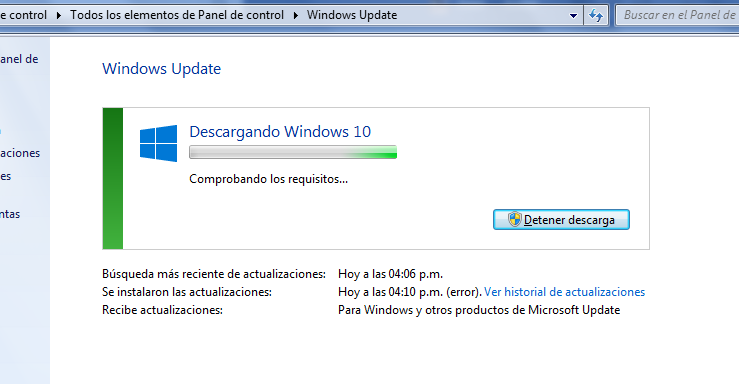 e control ▸ Todos los elementos de Panel de control ▸ Windows Update
Buscar en el Panel de
anel de
Windows Update
Descargando Windows 10
aciones
Comprobando los requisitos...
es
ntas
Detener descarga
Búsqueda más reciente de actualizaciones: Hoy a las 04:06 p.m.
Se instalaron las actualizaciones: Hoy a las 04:10 p.m. (error). Ver historial de actualizaciones
Recibe actualizaciones: Para Windows y otros productos de Microsoft Update